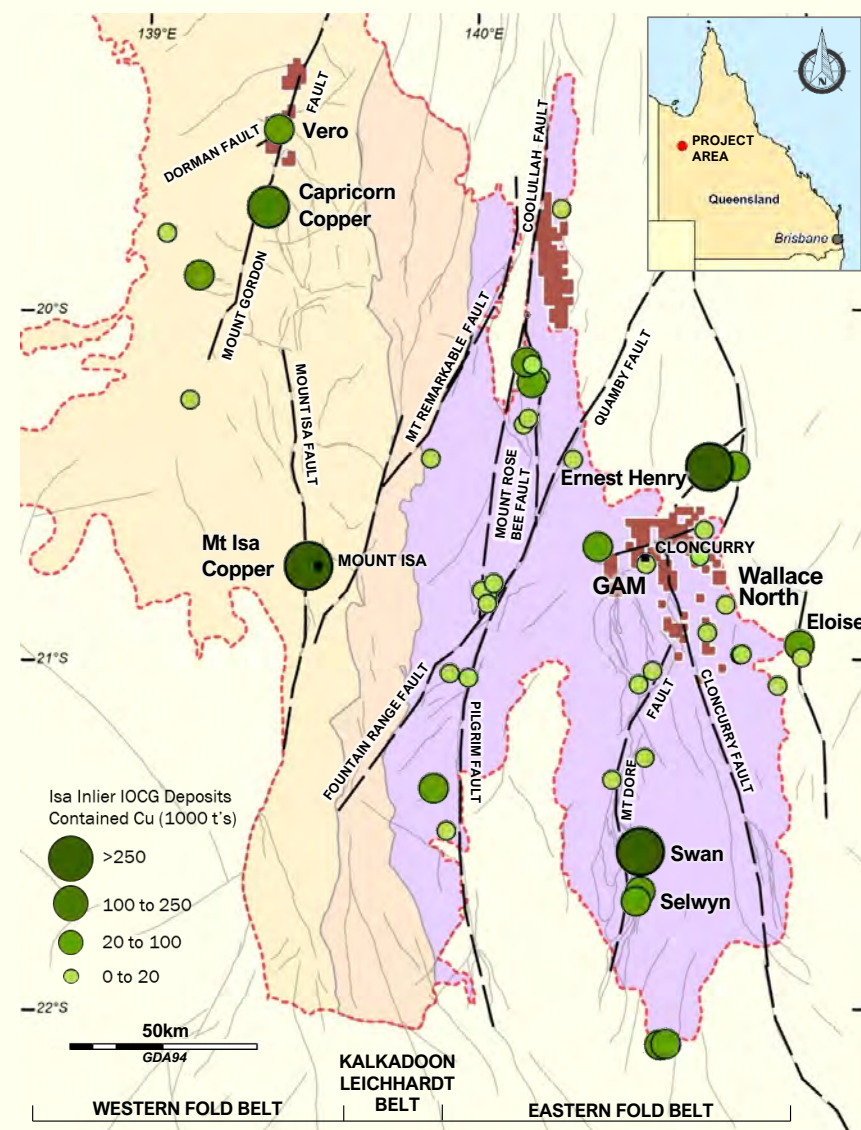 139°E
140°E
PROJECT
AREA
Queensland
Brisbane
FAULT
DORMAN FAULT
Vero
Capricorn
Copper
MOUNT GORDON
COOLULLAH FAULT
20°S
MOUNT ISA FAULT
MT REMARKABLE FAULT
QUAMBY FAULT
MOUNT ROSE
BEE FAULT
Ernest Henry
Mt Isa
Copper
MOUNT ISA
CLONCURRY
GAM
Wallace
North
Eloise
21°S
FOUNTAIN RANGE FAULT
PILGRIM FAULT
FAULT
MT DORE
CLONCURRY FAULT
Isa Inlier IOCG Deposits
Contained Cu (1000 t's)
>250
100 to 250
20 to 100
0 to 20
Swan
Selwyn
22°S
50km
GDA94
WESTERN FOLD BELT
KALKADOON
LEICHHARDT
BELT
EASTERN FOLD BELT